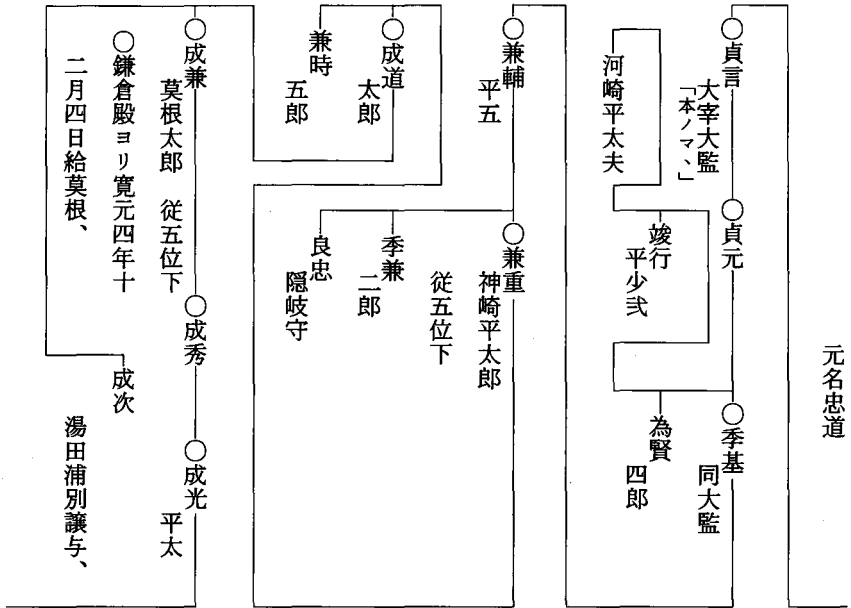 元名忠道
○貞言
大宰大監
「本ノマヽ」
○貞元
○季基
同大監
河崎平太夫
竣行
平少弐
為賢
四郎
○兼輔
平五
○兼重
神崎平太郎
従五位下
季兼
二郎
良忠
隠岐守
○成道
太郎
兼時
五郎
○成兼
莫根太郎 従五位下
○鎌倉殿ヨリ寛元四年十
二月四日給莫根、
○成秀
○成光
平太
成次
湯田浦別譲与、